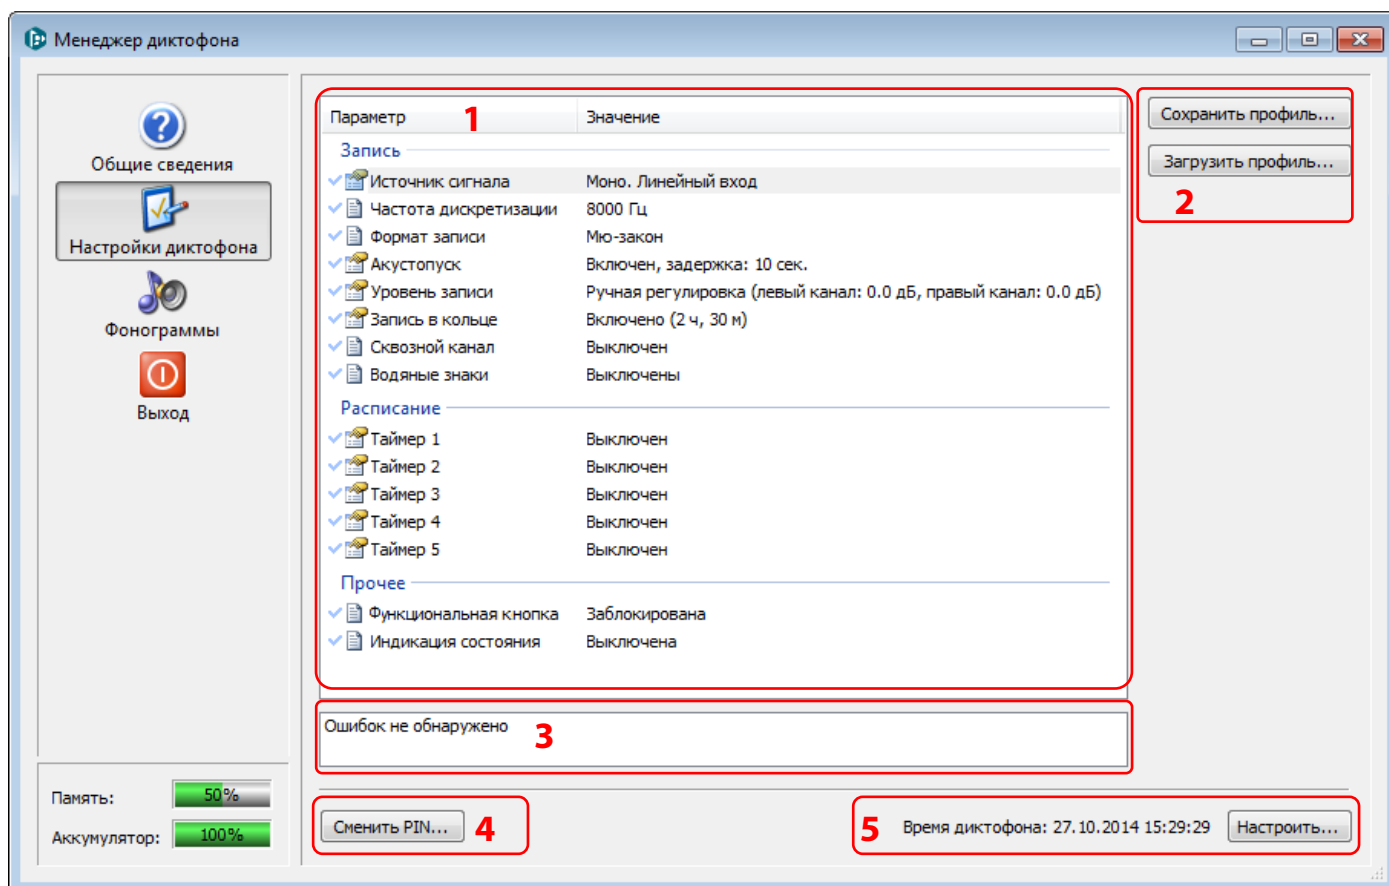 Менеджер диктофона
Общие сведения
Настройки диктофона
Фонограммы
Выход
Память: 50%
Аккумулятор: 100%
Параметр 1 Значение
Запись
Источник сигнала Моно. Линейный вход
Частота дискретизации 8000 Гц
Формат записи Мю-закон
Акустопуск Включен, задержка: 10 сек.
Уровень записи Ручная регулировка (левый канал: 0.0 дБ, правый канал: 0.0 дБ)
Запись в кольце Включено (2 ч, 30 м)
Сквозной канал Выключен
Водяные знаки Выключены
Расписание
Таймер 1 Выключен
Таймер 2 Выключен
Таймер 3 Выключен
Таймер 4 Выключен
Таймер 5 Выключен
Прочее
Функциональная кнопка Заблокирована
Индикация состояния Выключена
Сохранить профиль...
Загрузить профиль...
2
Ошибок не обнаружено 3
Сменить PIN... 4
5 Время диктофона: 27.10.2014 15:29:29 Настроить...